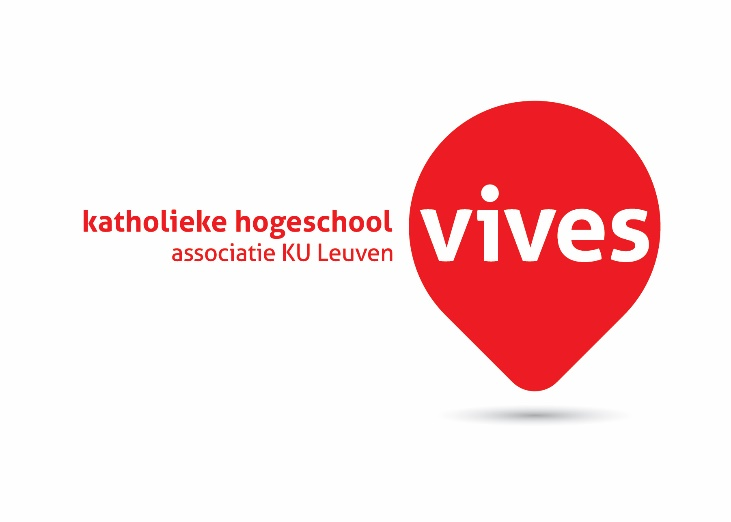 katholieke hogeschool
associatie KU Leuven
vives